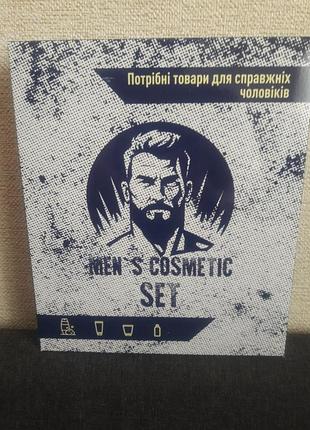 Потрібні товари для справжніх
чоловіків
MEN`S COSMETIC
SET